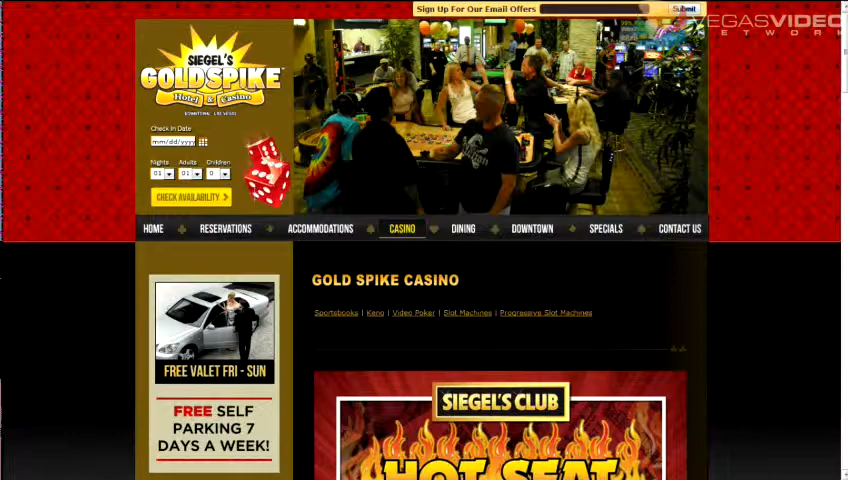 Sign Up For Our Email Offers
Submit
VEGASVIDEO
NETWORK
SIEGEL'S
GOLDSPIKE
Hotel & Casino
DOWNTOWN LAS VEGAS
Check In Date
mm/dd/yyyy
Nights Adults Children
01 01 0
CHECK AVAILABILITY
HOME RESERVATIONS ACCOMMODATIONS CASINO DINING DOWNTOWN SPECIALS CONTACT US
GOLD SPIKE CASINO
Sportsbooks | Keno | Video Poker | Slot Machines | Progressive Slot Machines
FREE VALET FRI - SUN
FREE SELF
PARKING 7
DAYS A WEEK!
SIEGEL'S CLUB
HOT SEAT